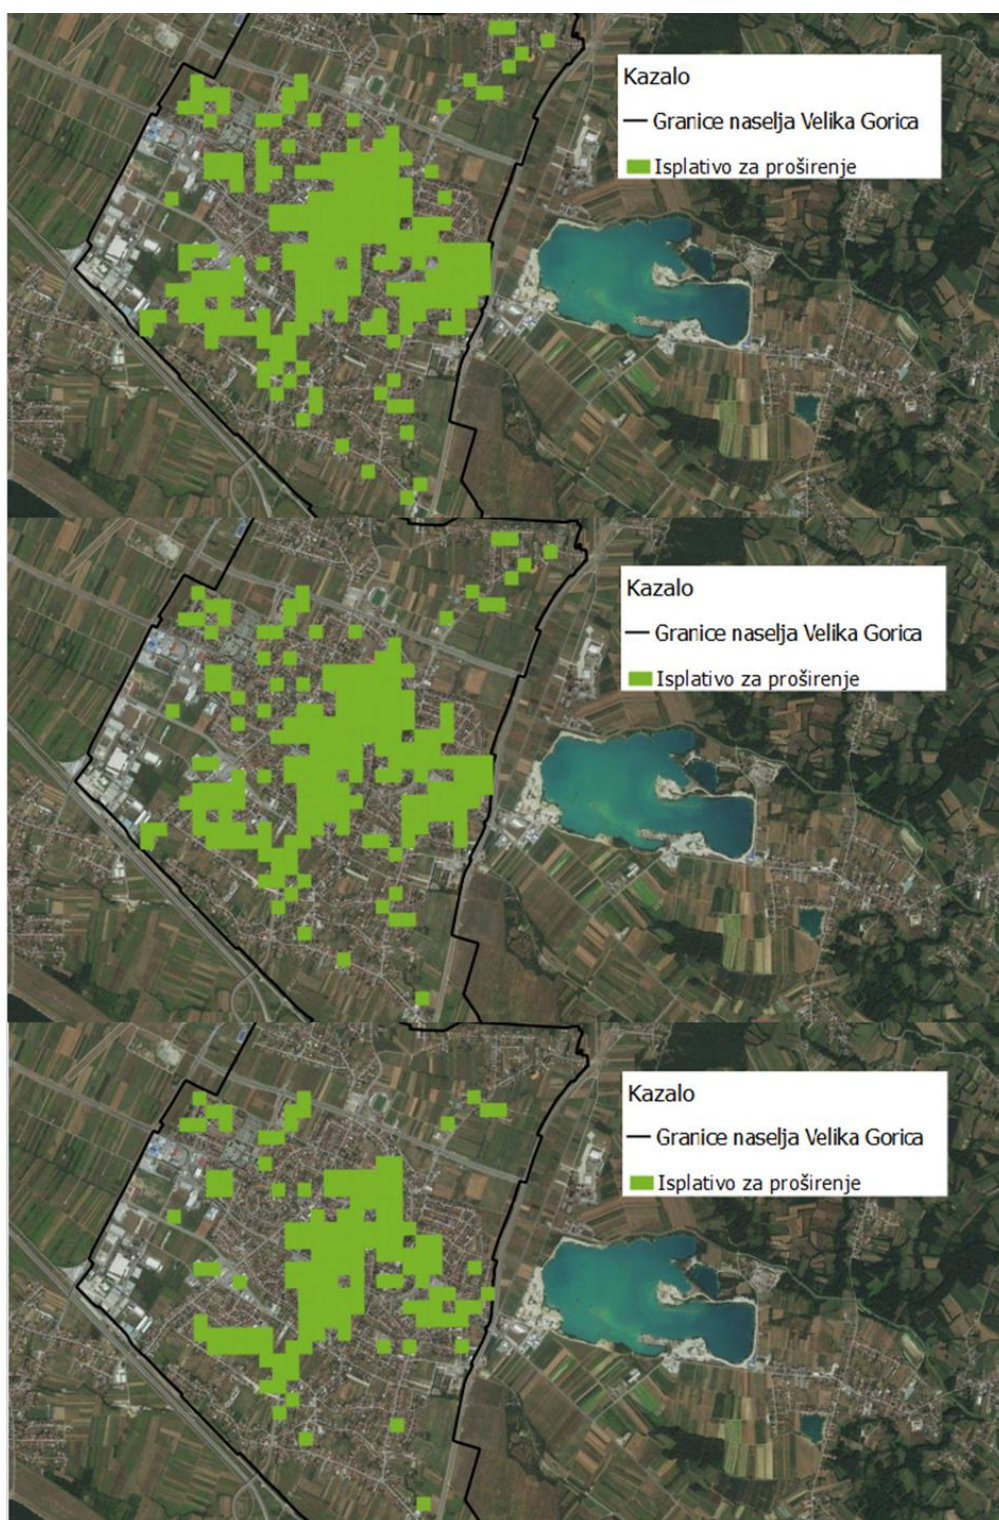 Kazalo
Granice naselja Velika Gorica
Isplativo za proširenje
Kazalo
Granice naselja Velika Gorica
Isplativo za proširenje
Kazalo
Granice naselja Velika Gorica
Isplativo za proširenje